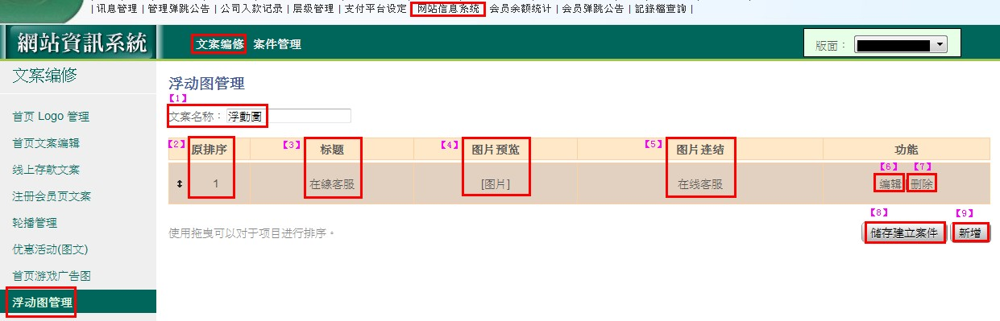 | 讯息管理 | 管理弹跳公告 | 公司入款记录 | 层级管理 | 支付平台设定 | 网站信息系统 | 会员余额统计 | 会员弹跳公告 | 記錄檔查詢 |
網站資訊系統
文案编修 案件管理
版面：
文案编修
首页 Logo 管理
首页文案编辑
线上存款文案
注册会员页文案
轮播管理
优惠活动(图文)
首页游戏广告图
浮动图管理
浮动图管理
【1】
文案名称：浮動圖
【2】 原排序 【3】 标题 【4】 图片预览 【5】 图片连结 功能
【6】 【7】
1 在線客服 [图片] 在线客服 编辑 删除
【8】 【9】
使用拖曳可以对于项目进行排序。 储存建立案件 新增